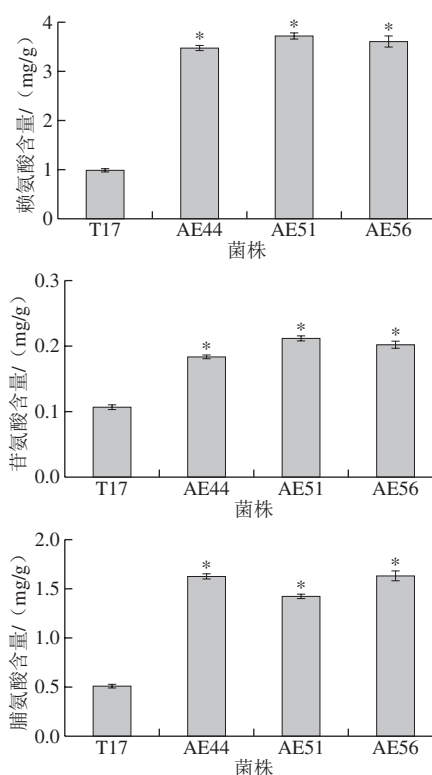 4
3
2
1
0
赖氨酸含量/（mg/g）
*
*
*
T17
AE44
AE51
AE56
菌株
0.3
0.2
0.1
0.0
苷氨酸含量/（mg/g）
*
*
*
T17
AE44
AE51
AE56
菌株
2.0
1.5
1.0
0.5
0.0
脯氨酸含量/（mg/g）
*
*
*
T17
AE44
AE51
AE56
菌株